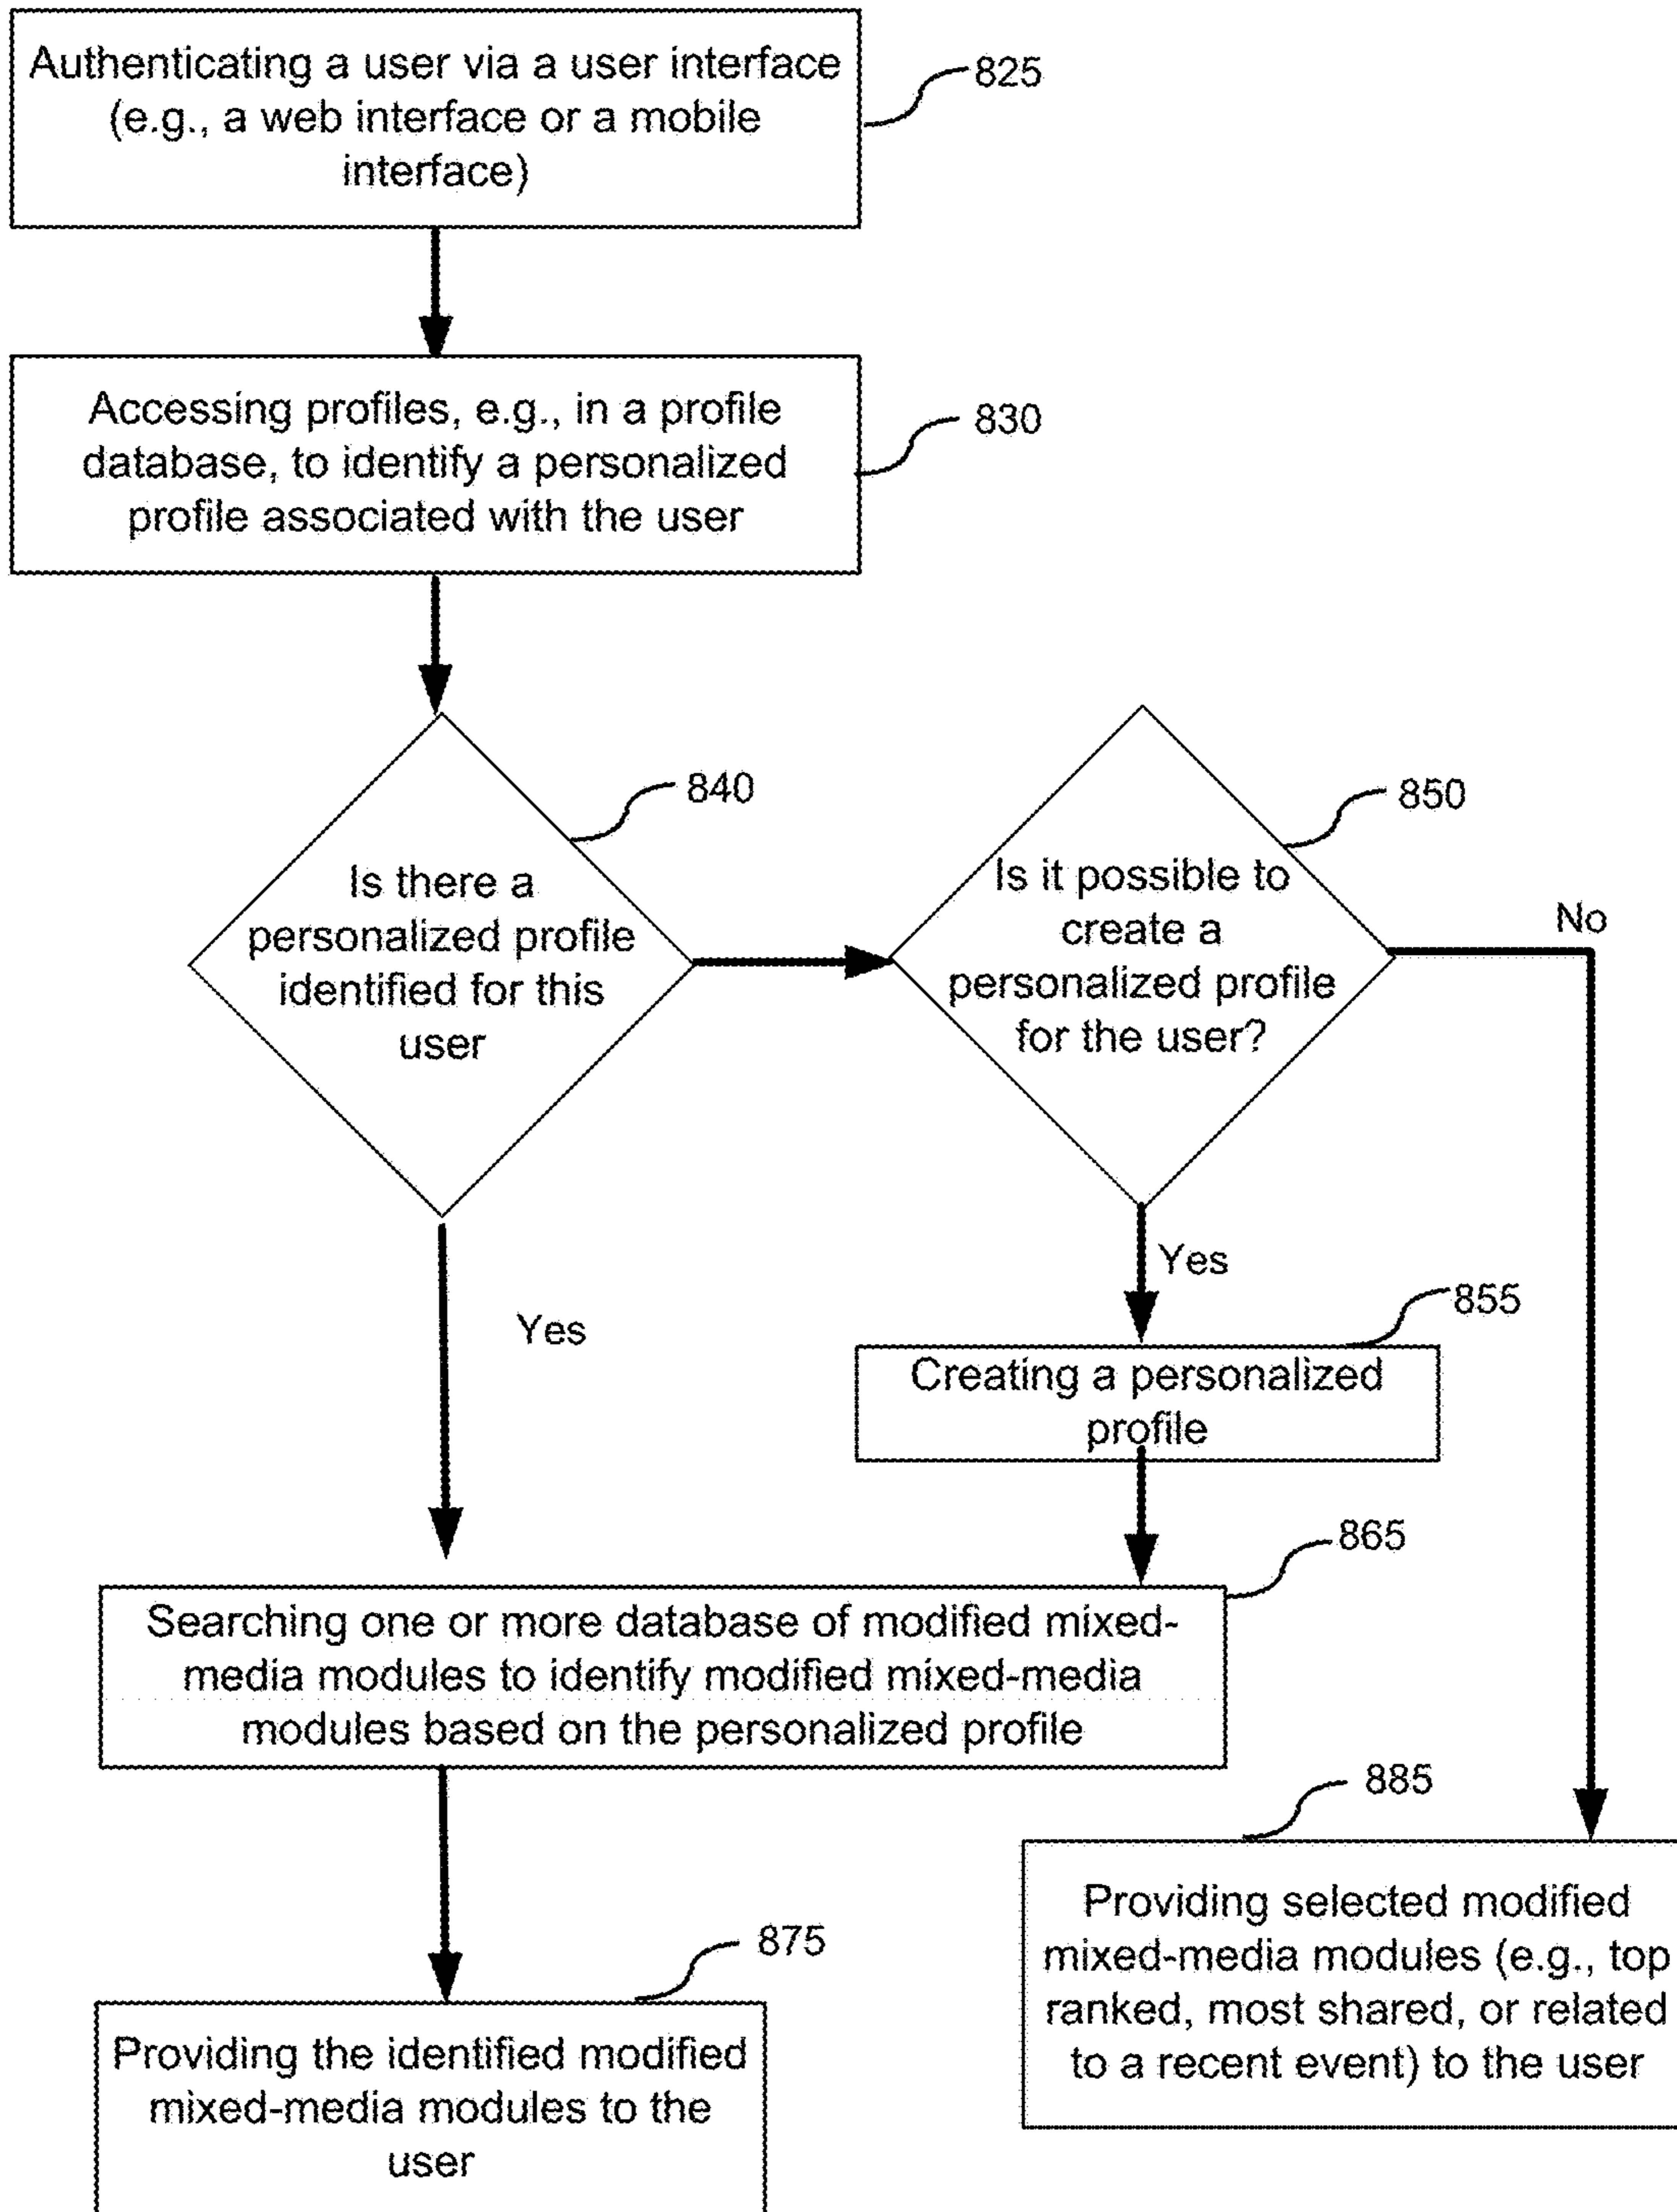 Authenticating a user via a user interface
(e.g., a web interface or a mobile
interface)
825
Accessing profiles, e.g., in a profile
database, to identify a personalized
profile associated with the user
830
840
Is there a
personalized profile
identified for this
user
850
Is it possible to
create a
personalized profile
for the user?
No
Yes
Yes
855
Creating a personalized
profile
865
Searching one or more database of modified mixed-
media modules to identify modified mixed-media
modules based on the personalized profile
885
Providing selected modified
mixed-media modules (e.g., top
ranked, most shared, or related
to a recent event) to the user
875
Providing the identified modified
mixed-media modules to the
user